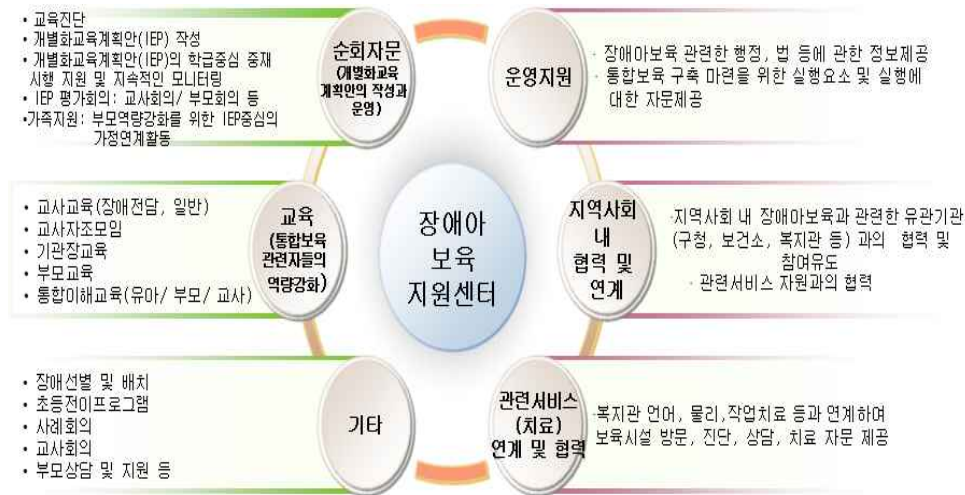 • 교육진단
• 개별화교육계획안(IEP) 작성
• 개별화교육계획안(IEP)의 학급중심 중재
시행 지원 및 지속적인 모니터링
• IEP 평가회의: 교사회의/ 부모회의 등
•가족지원: 부모역량강화를 위한 IEP중심의
가정연계활동
순회자문
(개별화교육
계획안의 작성과
운영)
운영지원
· 장애아보육 관련한 행정, 법 등에 관한 정보제공
· 통합보육 구축 마련을 위한 실행요소 및 실행에
대한 자문제공
• 교사교육(장애전담, 일반)
• 교사자조모임
• 기관장교육
• 부모교육
• 통합이해교육(유아/ 부모/ 교사)
교육
(통합보육
관련자들의
역량강화)
장애아
보육
지원센터
지역사회
내
협력 및
연계
·지역사회 내 장애아보육과 관련한 유관기관
(구청, 보건소, 복지관 등) 과의 협력 및
참여유도
· 관련서비스 자원과의 협력
• 장애선별 및 배치
• 초등전이프로그램
• 사례회의
• 교사회의
• 부모상담 및 지원 등
기타
관련서비스
(치료)
연계 및 협력
·복지관 언어, 물리,작업치료 등과 연계하여
보육시설 방문, 진단, 상담, 치료 자문 제공